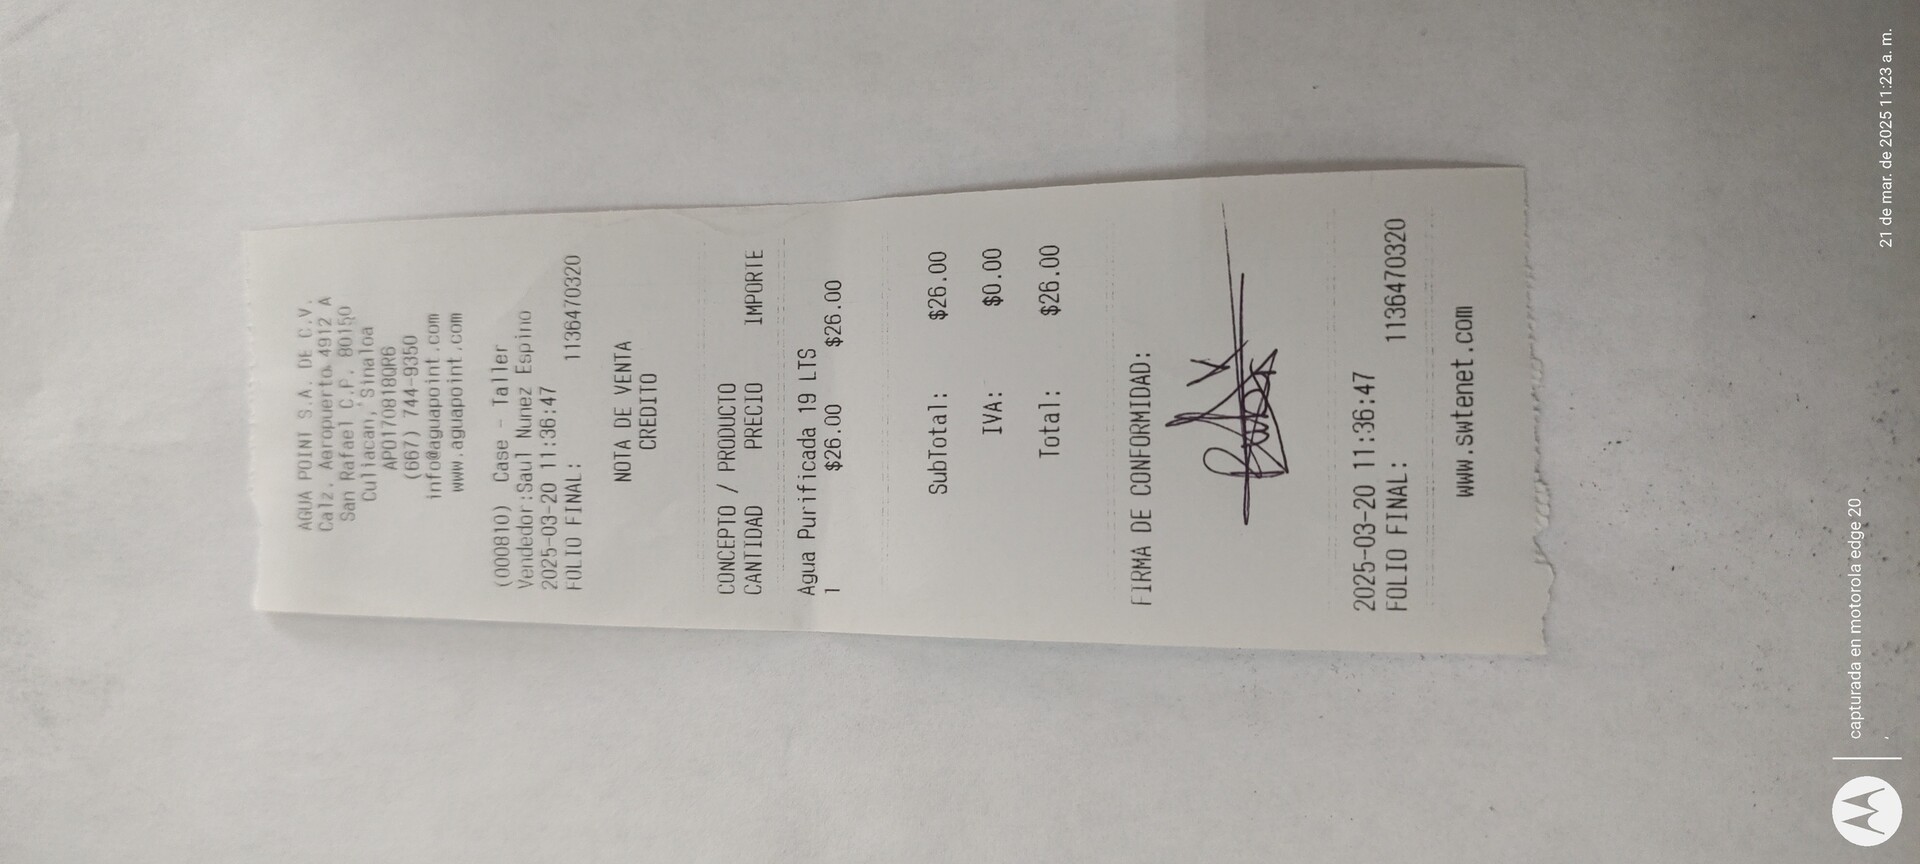 AGUA POINT S.A. DE C.V.
Calz. Aeropuerto 4912 A
San Rafael C.P. 80150
Culiacan, Sinaloa
APO170818QR6
(667) 744-9350
info@aguapoint.com
www.aguapoint.com
(000810) Case - Taller
Vendedor:Saul Nunez Espino
2025-03-20 11:36:47
FOLIO FINAL: 1136470320
NOTA DE VENTA
CREDITO
CONCEPTO / PRODUCTO
CANTIDAD PRECIO IMPORTE
Agua Purificada 19 LTS
1 $26.00 $26.00
SubTotal: $26.00
IVA: $0.00
Total: $26.00
FIRMA DE CONFORMIDAD:
2025-03-20 11:36:47
FOLIO FINAL: 1136470320
www.swtenet.com
capturada en motorola edge 20
21 de mar. de 2025 11:23 a. m.